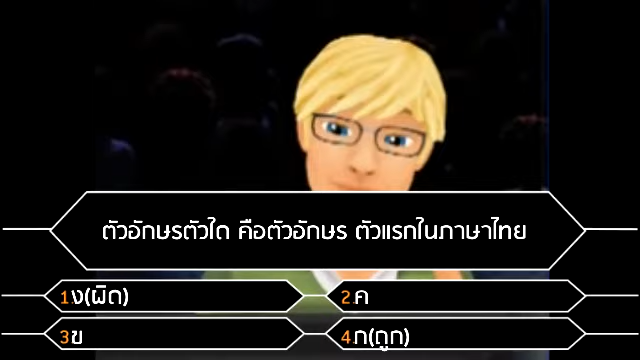 ตัวอักษรตัวใด คือตัวอักษร ตัวแรกในภาษาไทย
1ง(ผิด)
2.ค
3ข
4.ก(ถูก)